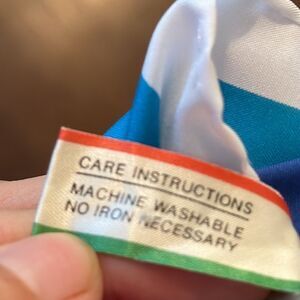 CARE INSTRUCTIONS
MACHINE WASHABLE
NO IRON NECESSARY